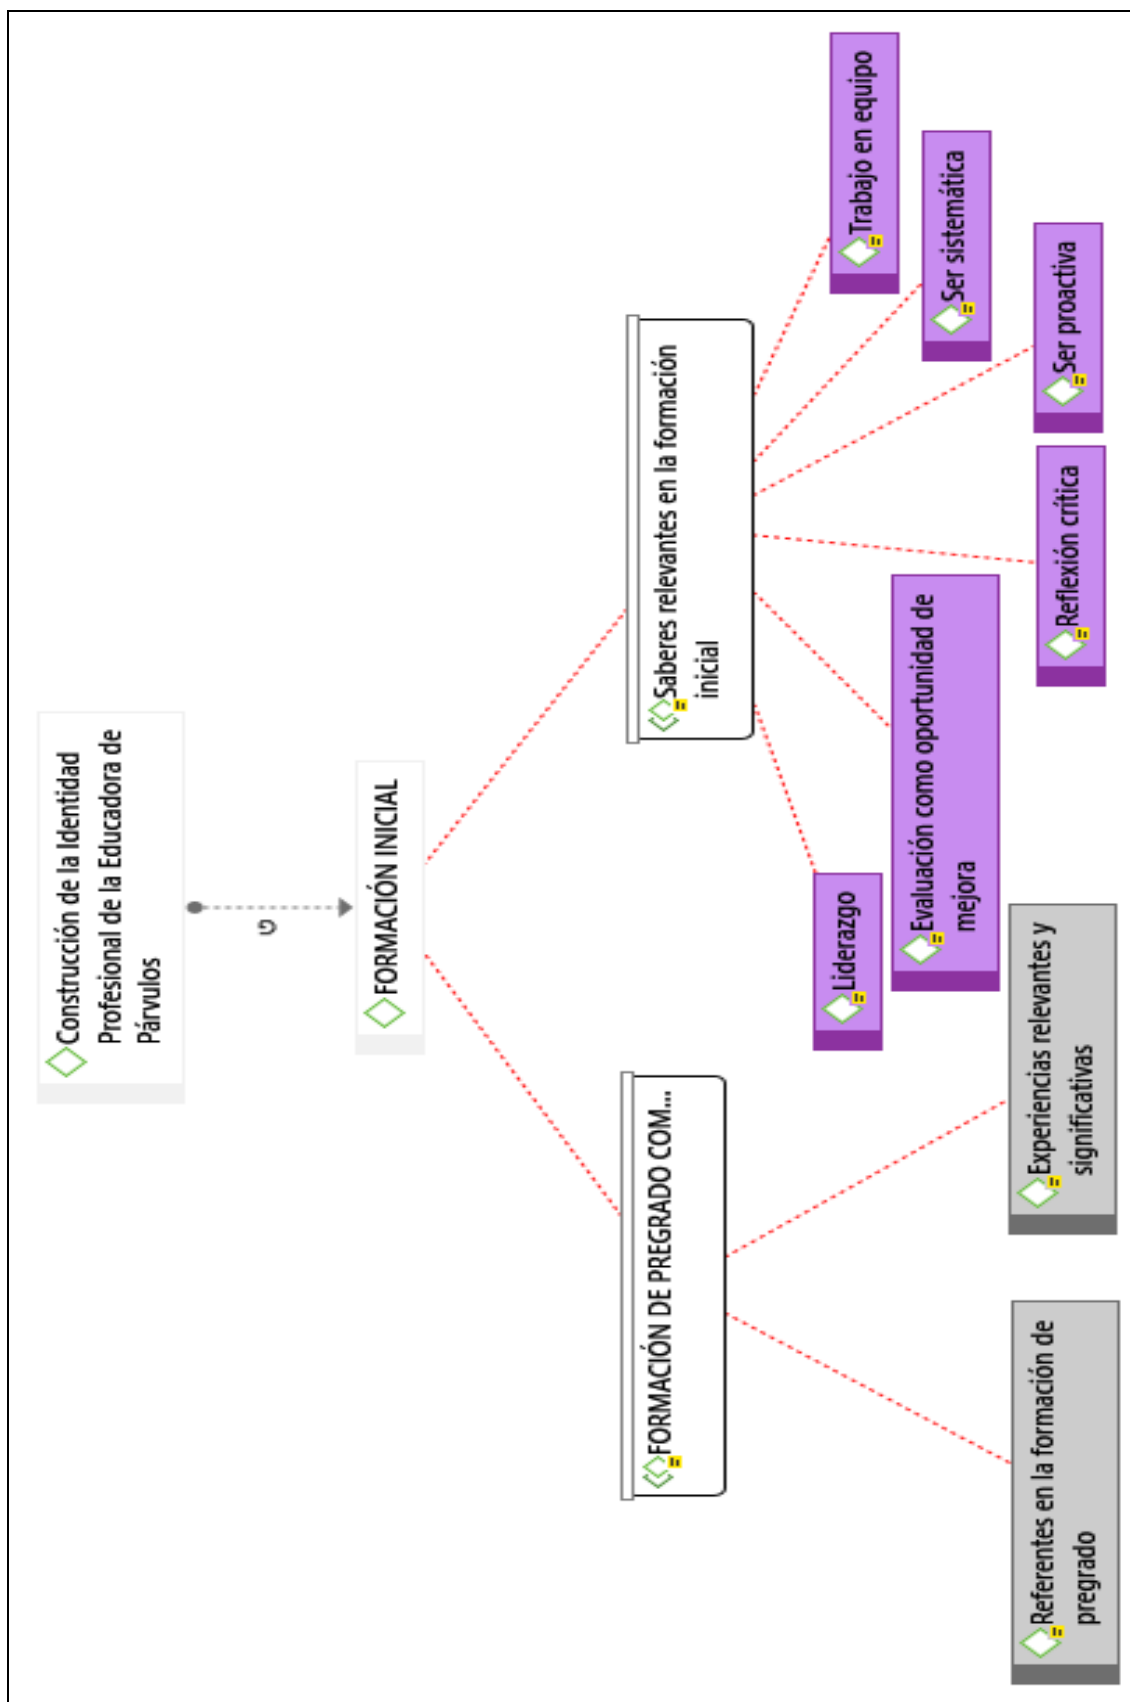 Construcción de la Identidad
Profesional de la Educadora de
Párvulos
G
FORMACIÓN INICIAL
FORMACIÓN DE PREGRADO COM...
Saberes relevantes en la formación
inicial
Referentes en la formación de
pregrado
Experiencias relevantes y
significativas
Liderazgo
Evaluación como oportunidad de
mejora
Reflexión crítica
Ser proactiva
Ser sistemática
Trabajo en equipo